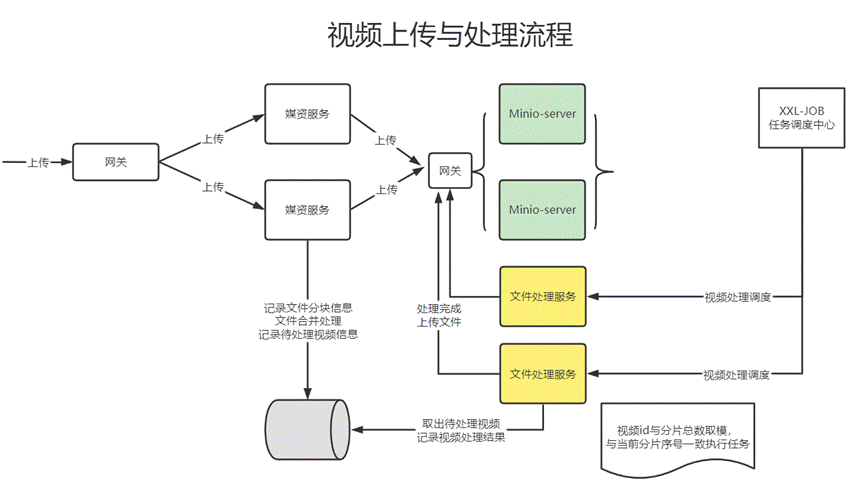 视频上传与处理流程
媒资服务
Minio-server
XXL-JOB
任务调度中心
上传
上传
上传
网关
网关
上传
上传
媒资服务
Minio-server
文件处理服务
视频处理调度
记录文件分块信息
文件合并处理
记录待处理视频信息
处理完成
上传文件
文件处理服务
视频处理调度
取出待处理视频
记录视频处理结果
视频id与分片总数取模，
与当前分片序号一致执行任务